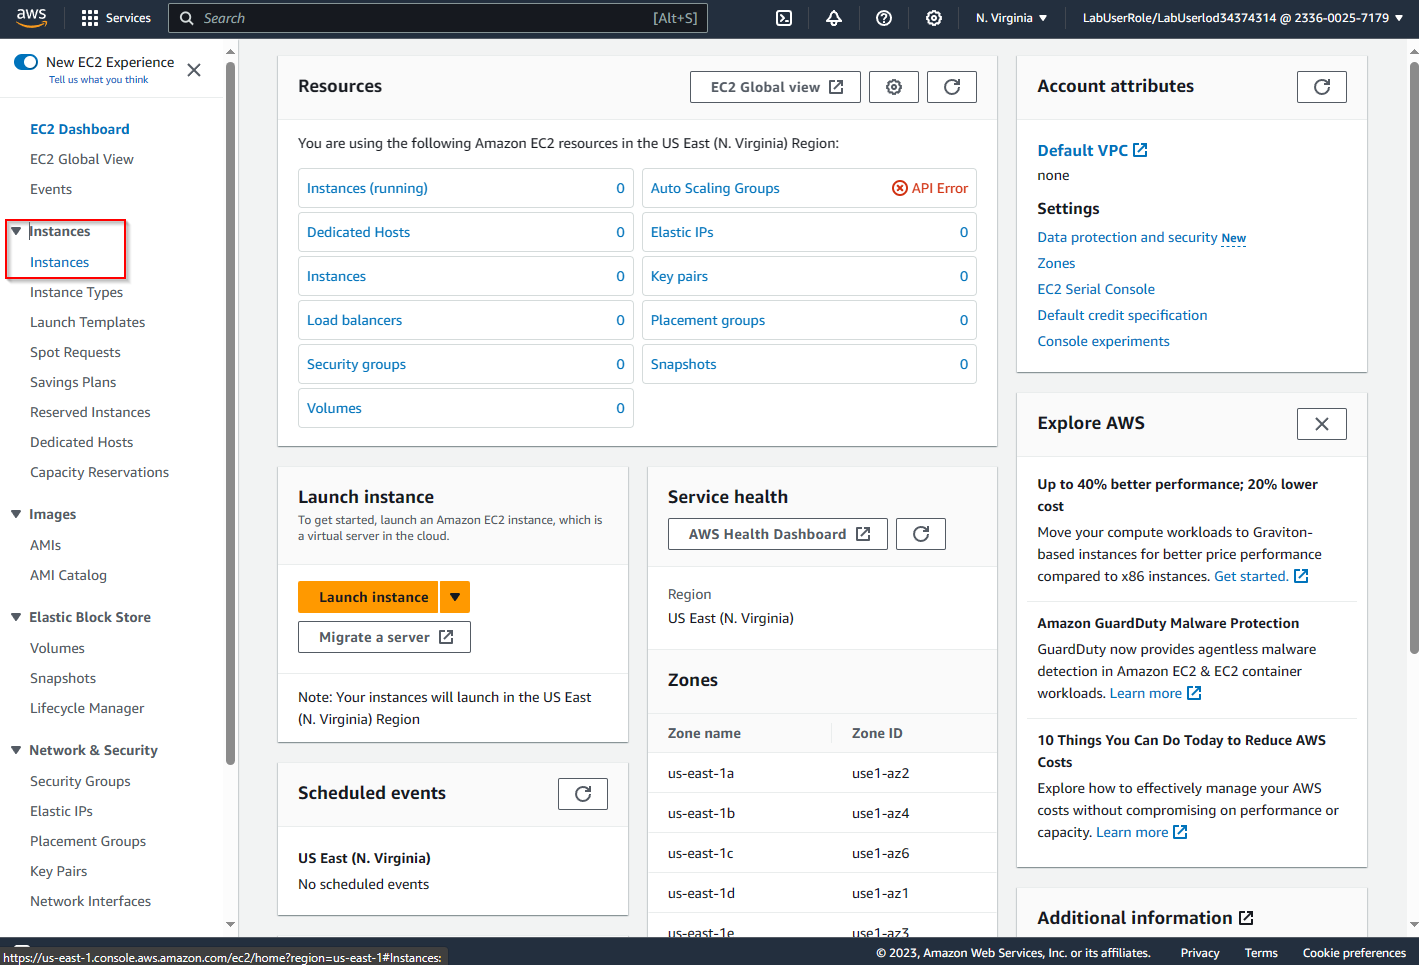 aws
Services
Search
[Alt+S]
N. Virginia
LabUserRole/LabUserlod34374314 @ 2336-0025-7179
New EC2 Experience
Tell us what you think
EC2 Dashboard
EC2 Global View
Events
Instances
Instances
Instance Types
Launch Templates
Spot Requests
Savings Plans
Reserved Instances
Dedicated Hosts
Capacity Reservations
Images
AMIs
AMI Catalog
Elastic Block Store
Volumes
Snapshots
Lifecycle Manager
Network & Security
Security Groups
Elastic IPs
Placement Groups
Key Pairs
Network Interfaces
Resources
EC2 Global view
You are using the following Amazon EC2 resources in the US East (N. Virginia) Region:
Instances (running) 0
Auto Scaling Groups API Error
Dedicated Hosts 0
Elastic IPs 0
Instances 0
Key pairs 0
Load balancers 0
Placement groups 0
Security groups 0
Snapshots 0
Volumes 0
Launch instance
To get started, launch an Amazon EC2 instance, which is
a virtual server in the cloud.
Launch instance
Migrate a server
Note: Your instances will launch in the US East
(N. Virginia) Region
Scheduled events
US East (N. Virginia)
No scheduled events
Service health
AWS Health Dashboard
Region
US East (N. Virginia)
Zones
Zone name Zone ID
us-east-1a use1-az2
us-east-1b use1-az4
us-east-1c use1-az6
us-east-1d use1-az1
us-east-1e use1-az3
Account attributes
Default VPC
none
Settings
Data protection and security New
Zones
EC2 Serial Console
Default credit specification
Console experiments
Explore AWS
Up to 40% better performance; 20% lower
cost
Move your compute workloads to Graviton-
based instances for better price performance
compared to x86 instances. Get started.
Amazon GuardDuty Malware Protection
GuardDuty now provides agentless malware
detection in Amazon EC2 & EC2 container
workloads. Learn more
10 Things You Can Do Today to Reduce AWS
Costs
Explore how to effectively manage your AWS
costs without compromising on performance or
capacity. Learn more
Additional information
https://us-east-1.console.aws.amazon.com/ec2/home?region=us-east-1#Instances:
© 2023, Amazon Web Services, Inc. or its affiliates.
Privacy
Terms
Cookie preferences